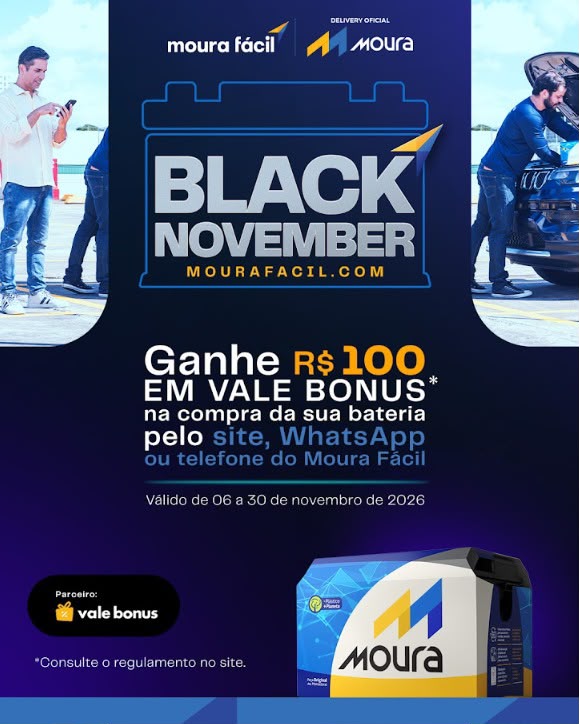 moura fácil
DELIVERY OFICIAL
moura
BLACK
NOVEMBER
MOURAFACIL.COM
Ganhe R$ 100
EM VALE BONUS*
na compra da sua bateria
pelo site, WhatsApp
ou telefone do Moura Fácil
Válido de 06 a 30 de novembro de 2026
Parceiro:
vale bonus
*Consulte o regulamento no site.
+Plástico
+Planeta
moura